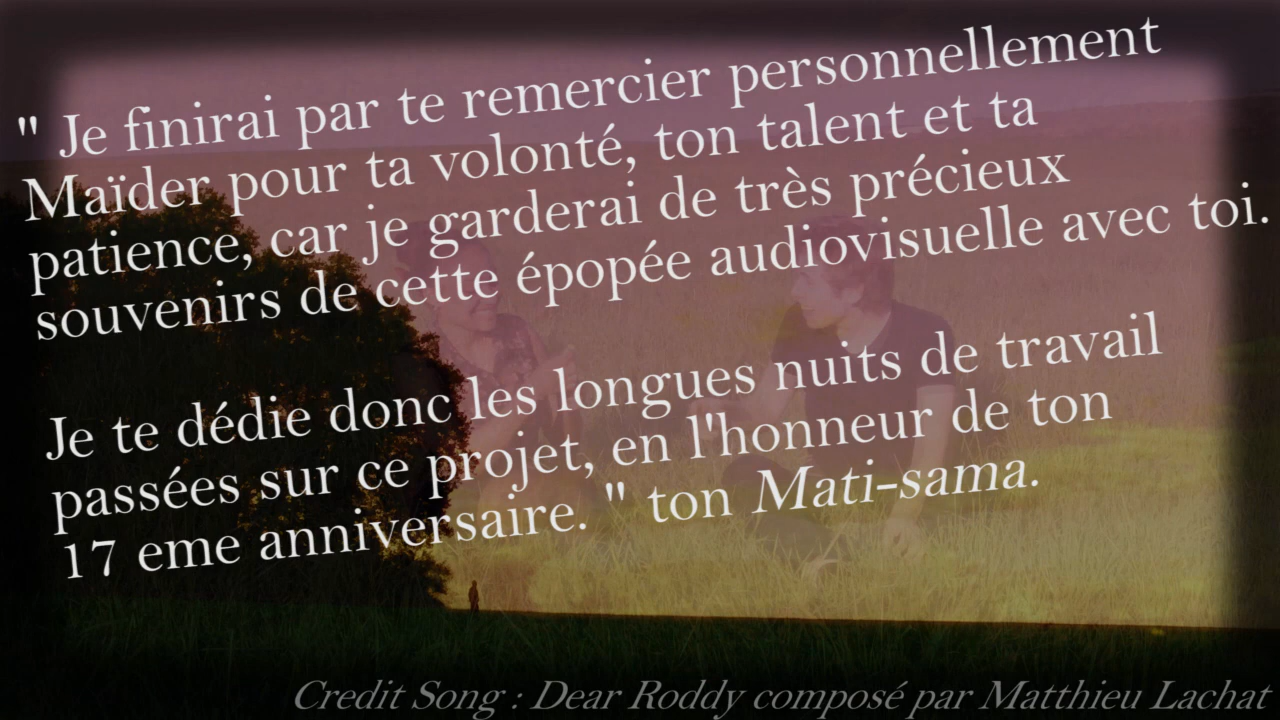 " Je finirai par te remercier personnellement
Maïder pour ta volonté, ton talent et ta
patience, car je garderai de très précieux
souvenirs de cette épopée audiovisuelle avec toi.
Je te dédie donc les longues nuits de travail
passées sur ce projet, en l'honneur de ton
17 eme anniversaire. " ton Mati-sama.
Credit Song : Dear Roddy composé par Matthieu Lachat